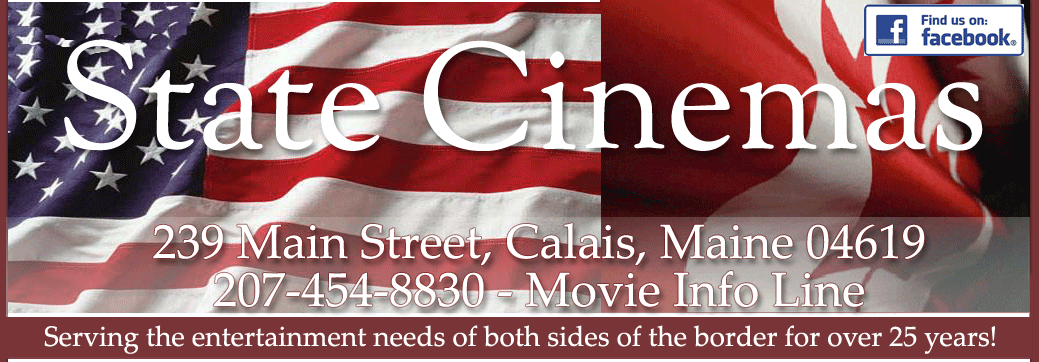 Find us on:
facebook®
State Cinemas
239 Main Street, Calais, Maine 04619
207-454-8830 - Movie Info Line
Serving the entertainment needs of both sides of the border for over 25 years!